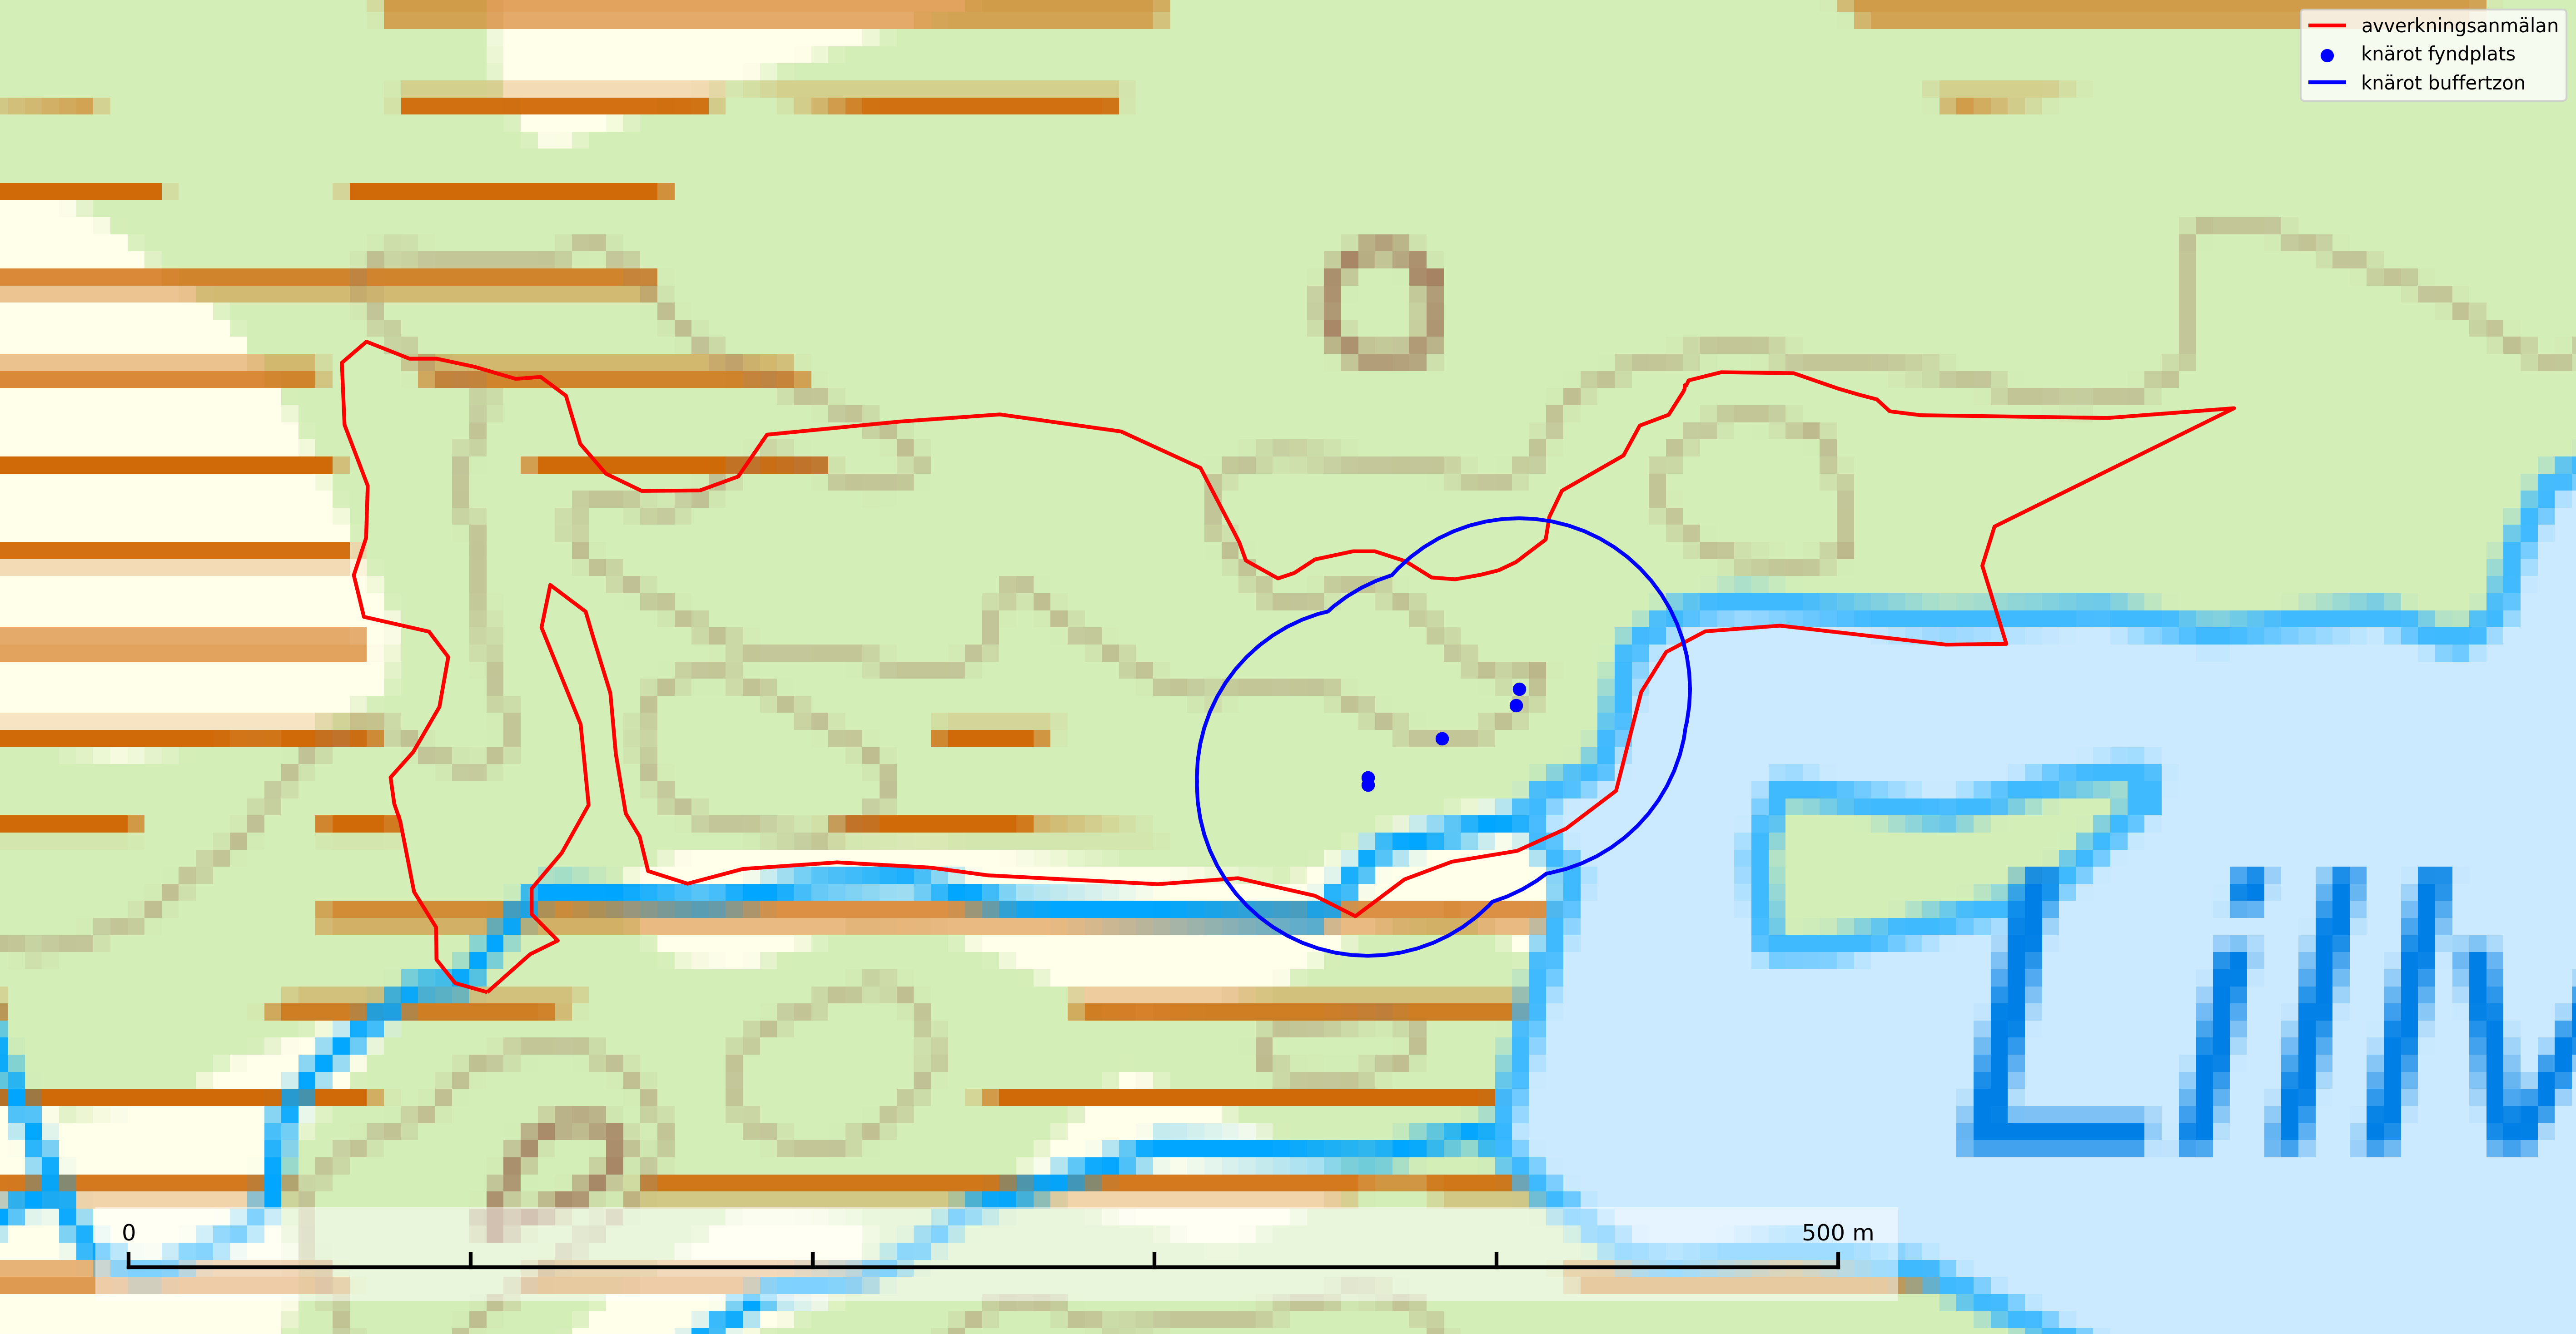 avverkningsanmälan
knärot fyndplats
knärot buffertzon
0 500 m